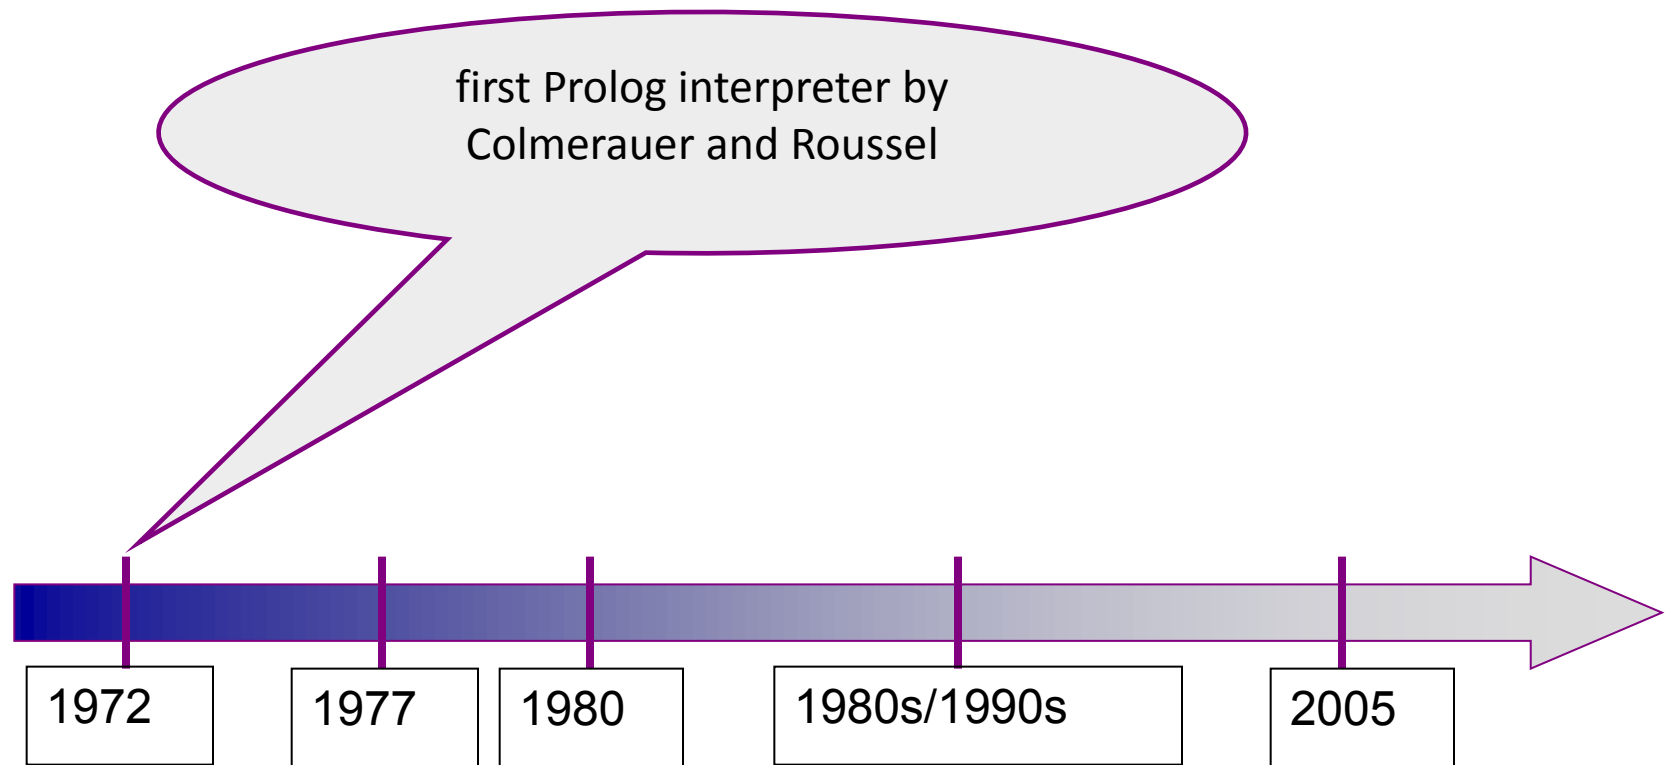 first Prolog interpreter by
Colmerauer and Roussel
1972
1977
1980
1980s/1990s
2005